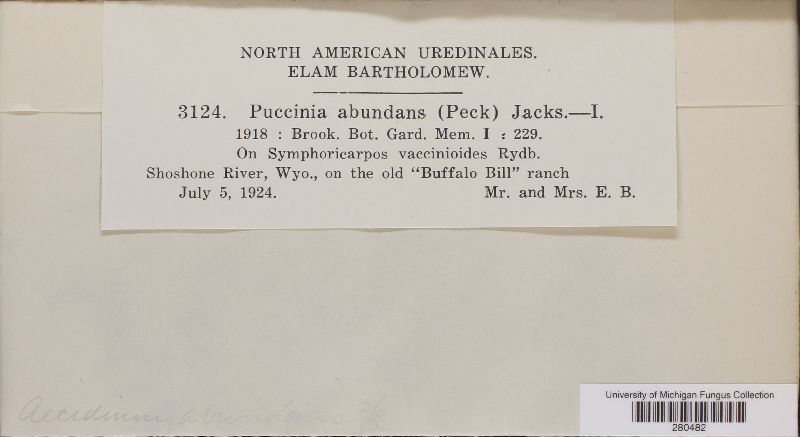 NORTH AMERICAN UREDINALES.
ELAM BARTHOLOMEW.
3124. Puccinia abundans (Peck) Jacks.—I.
1918 : Brook. Bot. Gard. Mem. I : 229.
On Symphoricarpos vaccinioides Rydb.
Shoshone River, Wyo., on the old “Buffalo Bill” ranch
July 5, 1924. Mr. and Mrs. E. B.
Aecidium abundans Pk
University of Michigan Fungus Collection
280482